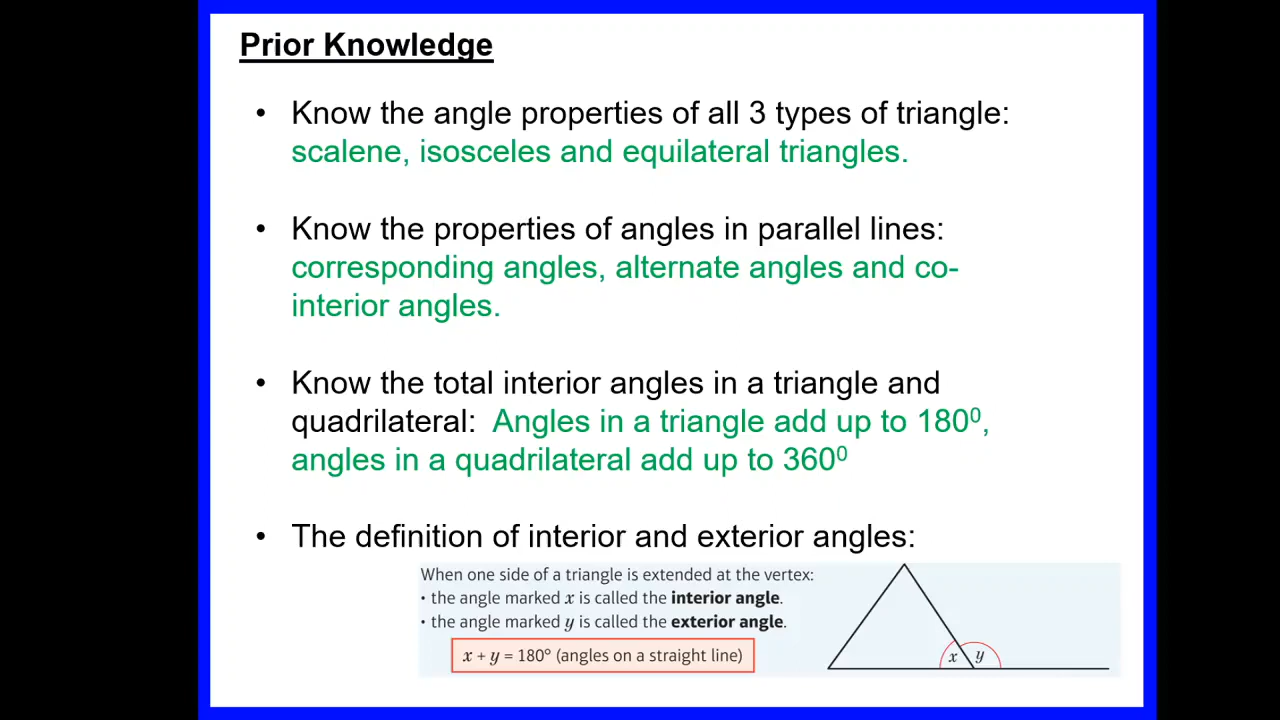 Prior Knowledge
• Know the angle properties of all 3 types of triangle:
scalene, isosceles and equilateral triangles.
• Know the properties of angles in parallel lines:
corresponding angles, alternate angles and co-
interior angles.
• Know the total interior angles in a triangle and
quadrilateral: Angles in a triangle add up to 180⁰,
angles in a quadrilateral add up to 360⁰
• The definition of interior and exterior angles:
When one side of a triangle is extended at the vertex:
• the angle marked x is called the interior angle.
• the angle marked y is called the exterior angle.
x + y = 180° (angles on a straight line)
x y